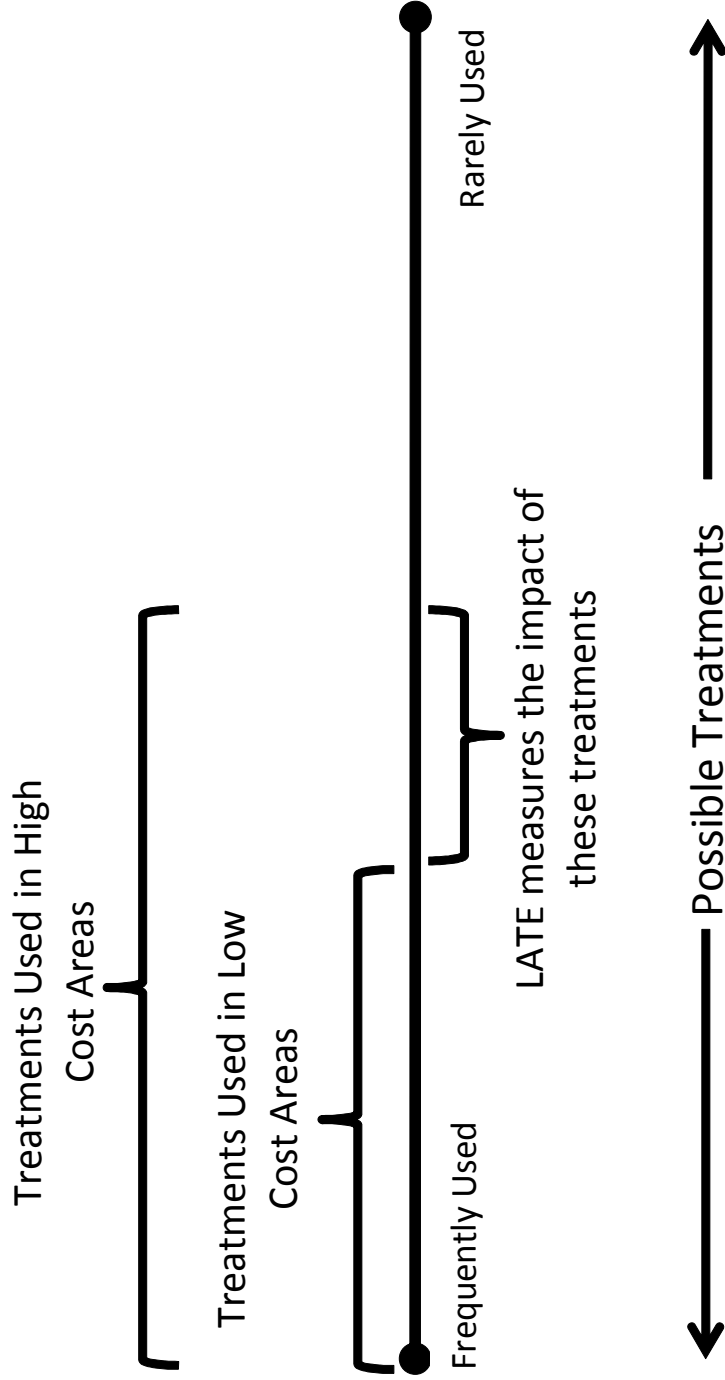 Treatments Used in High
Cost Areas
Treatments Used in Low
Cost Areas
Frequently Used
Rarely Used
LATE measures the impact of
these treatments
Possible Treatments